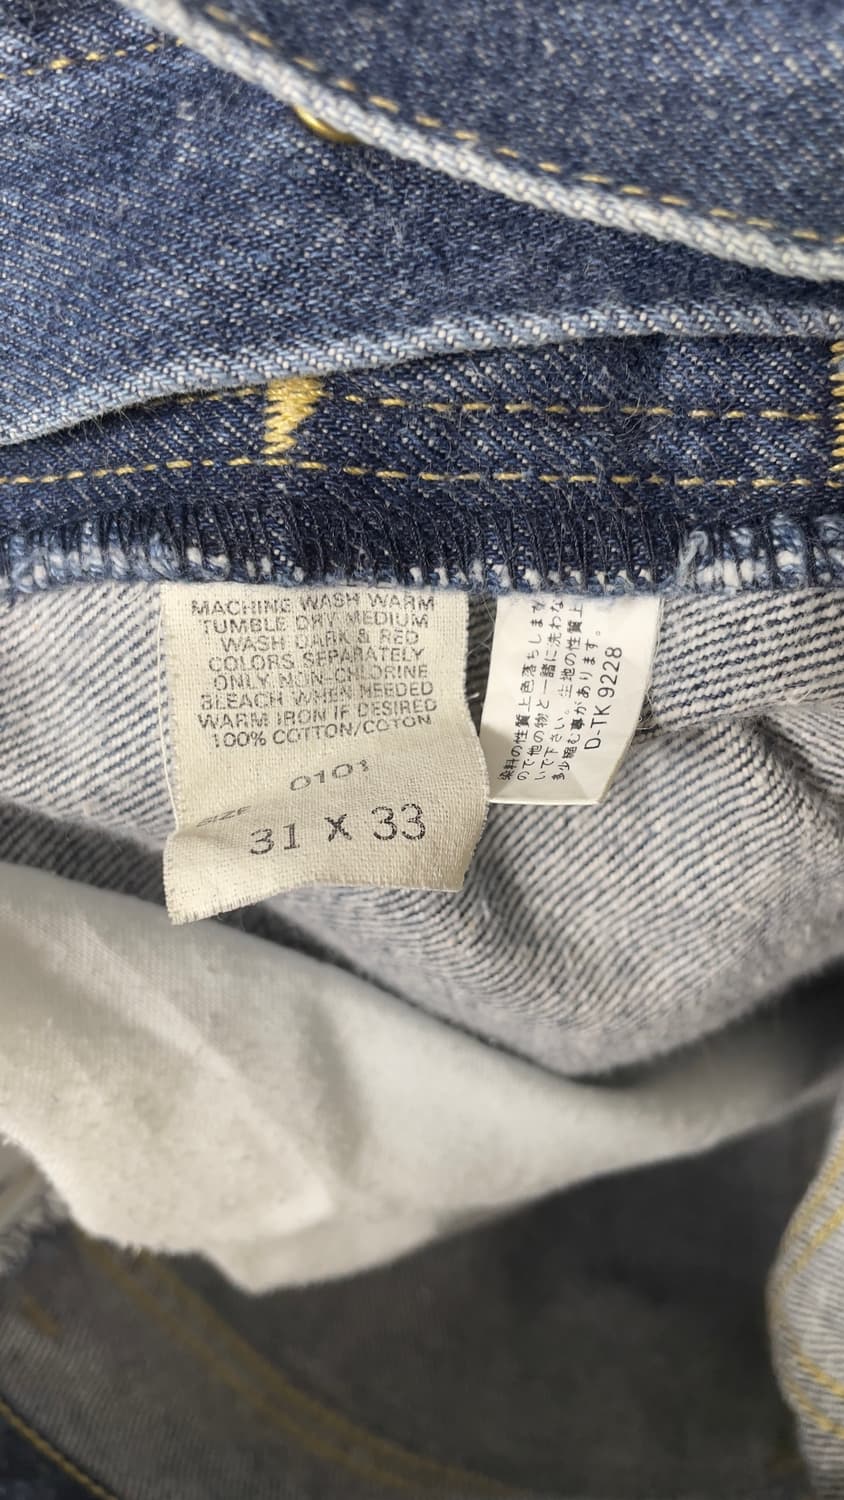 MACHINE WASH WARM
TUMBLE DRY MEDIUM
WASH DARK & RED
COLORS SEPARATELY
ONLY NON-CHLORINE
BLEACH WHEN NEEDED
WARM IRON IF DESIRED
100% COTTON/COTON
0101
SIZE
31 X 33
染料の性質上色落ちします
ので他の物と一諸に洗わな
いで下さい。生地の性質上
多少縮む事があります。
D-TK 9228